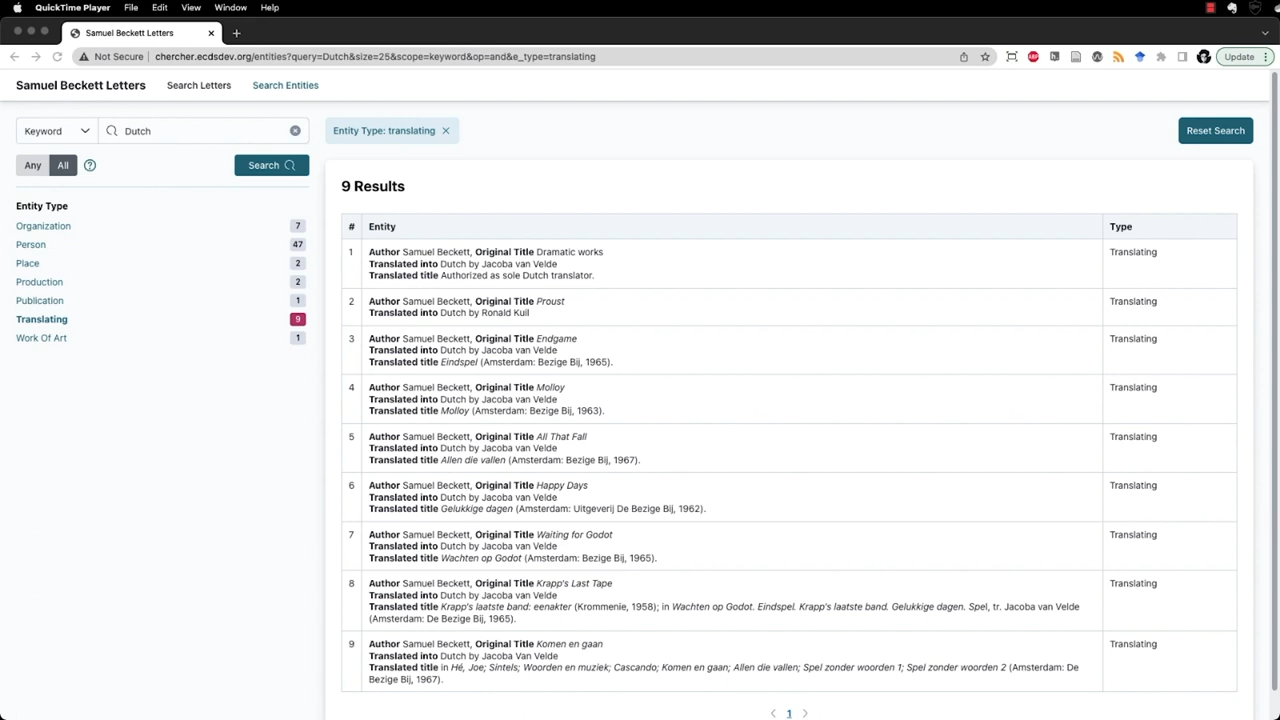 QuickTime Player File Edit View Window Help
Samuel Beckett Letters
Not Secure chercher.ecdsdev.org/entities?query=Dutch&size=25&scope=keyword&op=and&e_type=translating
Update
Samuel Beckett Letters Search Letters Search Entities
Keyword Dutch
Entity Type: translating
Reset Search
Any All ? Search
9 Results
Entity Type
Organization 7
Person 47
Place 2
Production 2
Publication 1
Translating 9
Work Of Art 1
# Entity Type
1 Author Samuel Beckett, Original Title Dramatic works Translating
Translated into Dutch by Jacoba van Velde
Translated title Authorized as sole Dutch translator.
2 Author Samuel Beckett, Original Title Proust Translating
Translated into Dutch by Ronald Kuil
3 Author Samuel Beckett, Original Title Endgame Translating
Translated into Dutch by Jacoba van Velde
Translated title Eindspel (Amsterdam: Bezige Bij, 1965).
4 Author Samuel Beckett, Original Title Molloy Translating
Translated into Dutch by Jacoba van Velde
Translated title Molloy (Amsterdam: Bezige Bij, 1963).
5 Author Samuel Beckett, Original Title All That Fall Translating
Translated into Dutch by Jacoba van Velde
Translated title Allen die vallen (Amsterdam: Bezige Bij, 1967).
6 Author Samuel Beckett, Original Title Happy Days Translating
Translated into Dutch by Jacoba van Velde
Translated title Gelukkige dagen (Amsterdam: Uitgeverij De Bezige Bij, 1962).
7 Author Samuel Beckett, Original Title Waiting for Godot Translating
Translated into Dutch by Jacoba van Velde
Translated title Wachten op Godot (Amsterdam: Bezige Bij, 1965).
8 Author Samuel Beckett, Original Title Krapp's Last Tape Translating
Translated into Dutch by Jacoba van Velde
Translated title Krapp's laatste band: eenakter (Krommenie, 1958); in Wachten op Godot. Eindspel. Krapp's laatste band. Gelukkige dagen. Spel, tr. Jacoba van Velde
(Amsterdam: De Bezige Bij, 1965).
9 Author Samuel Beckett, Original Title Komen en gaan Translating
Translated into Dutch by Jacoba Van Velde
Translated title in Hé, Joe; Sintels; Woorden en muziek; Cascando; Komen en gaan; Allen die vallen; Spel zonder woorden 1; Spel zonder woorden 2 (Amsterdam: De
Bezige Bij, 1967).
1